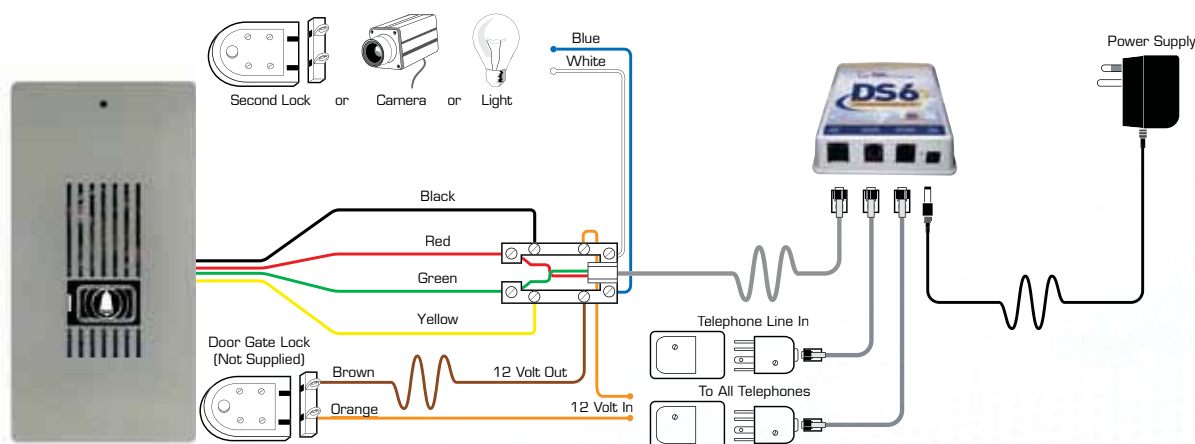 Blue
White
Power Supply
Second Lock or Camera or Light
DS6
Black
Red
Green
Yellow
Telephone Line In
Door Gate Lock
(Not Supplied)
Brown
12 Volt Out
To All Telephones
Orange
12 Volt In